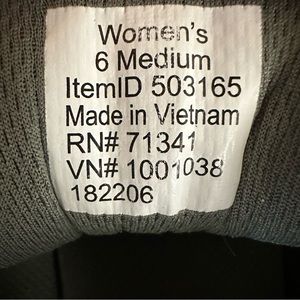 Women's
6 Medium
ItemID 503165
Made in Vietnam
RN# 71341
VN# 1001038
182206